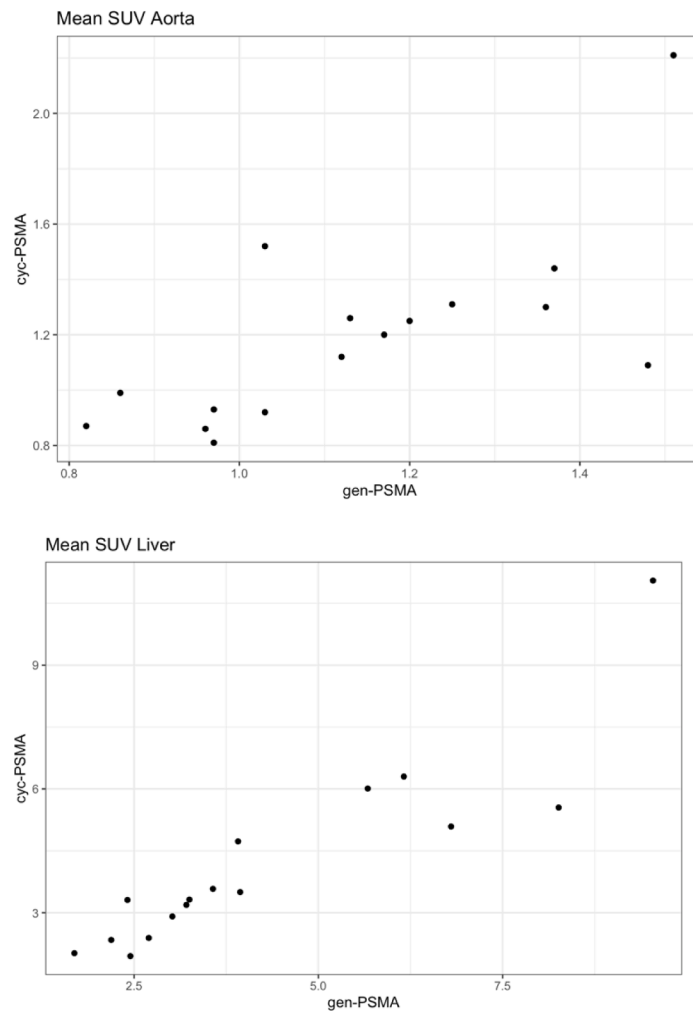 Mean SUV Aorta
2.0
1.6
1.2
0.8
cyc-PSMA
0.8 1.0 1.2 1.4
gen-PSMA
Mean SUV Liver
9
6
3
cyc-PSMA
2.5 5.0 7.5
gen-PSMA